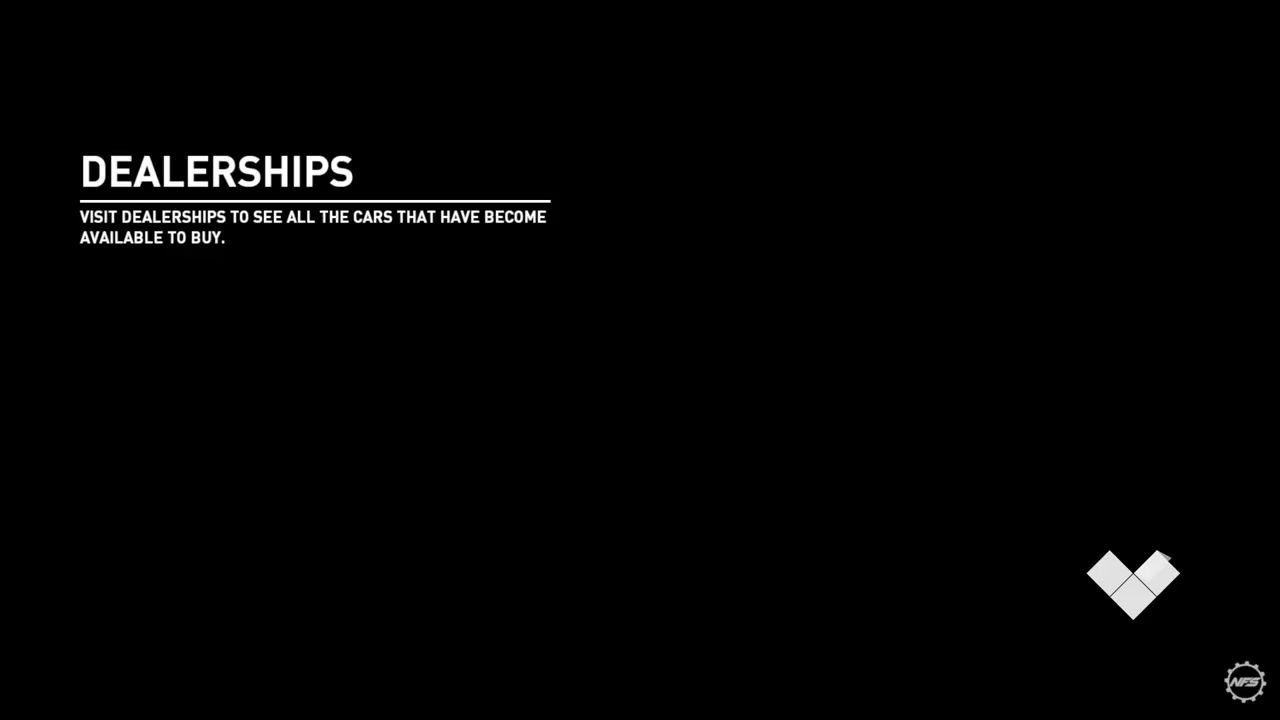 DEALERSHIPS
VISIT DEALERSHIPS TO SEE ALL THE CARS THAT HAVE BECOME
AVAILABLE TO BUY.
NFS